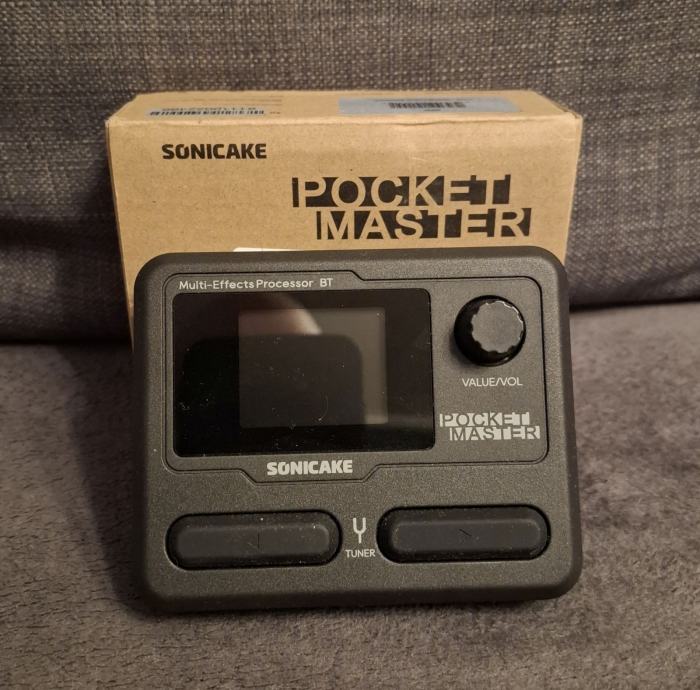 SONICAKE
POCKET
MASTER
Multi-Effects Processor BT
VALUE/VOL
POCKET
MASTER
SONICAKE
TUNER